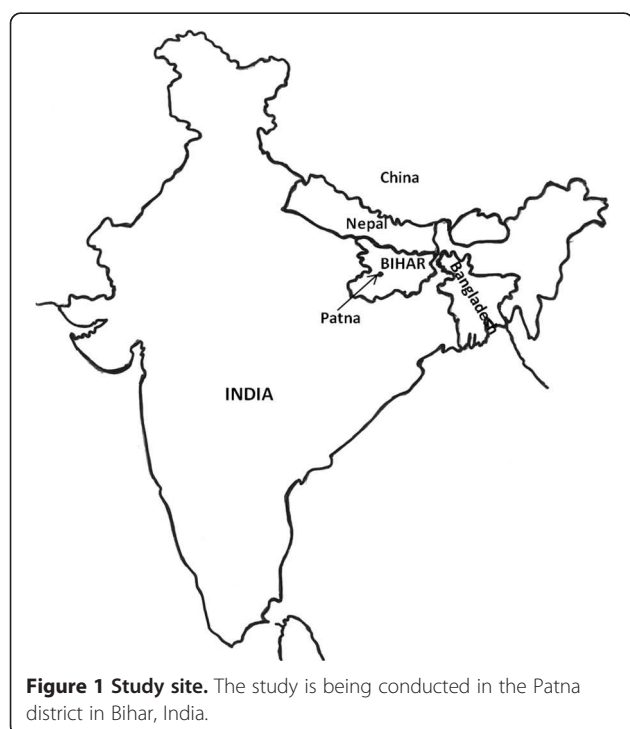 China
Nepal
BIHAR
Bangladesh
Patna
INDIA
Figure 1 Study site. The study is being conducted in the Patna
district in Bihar, India.